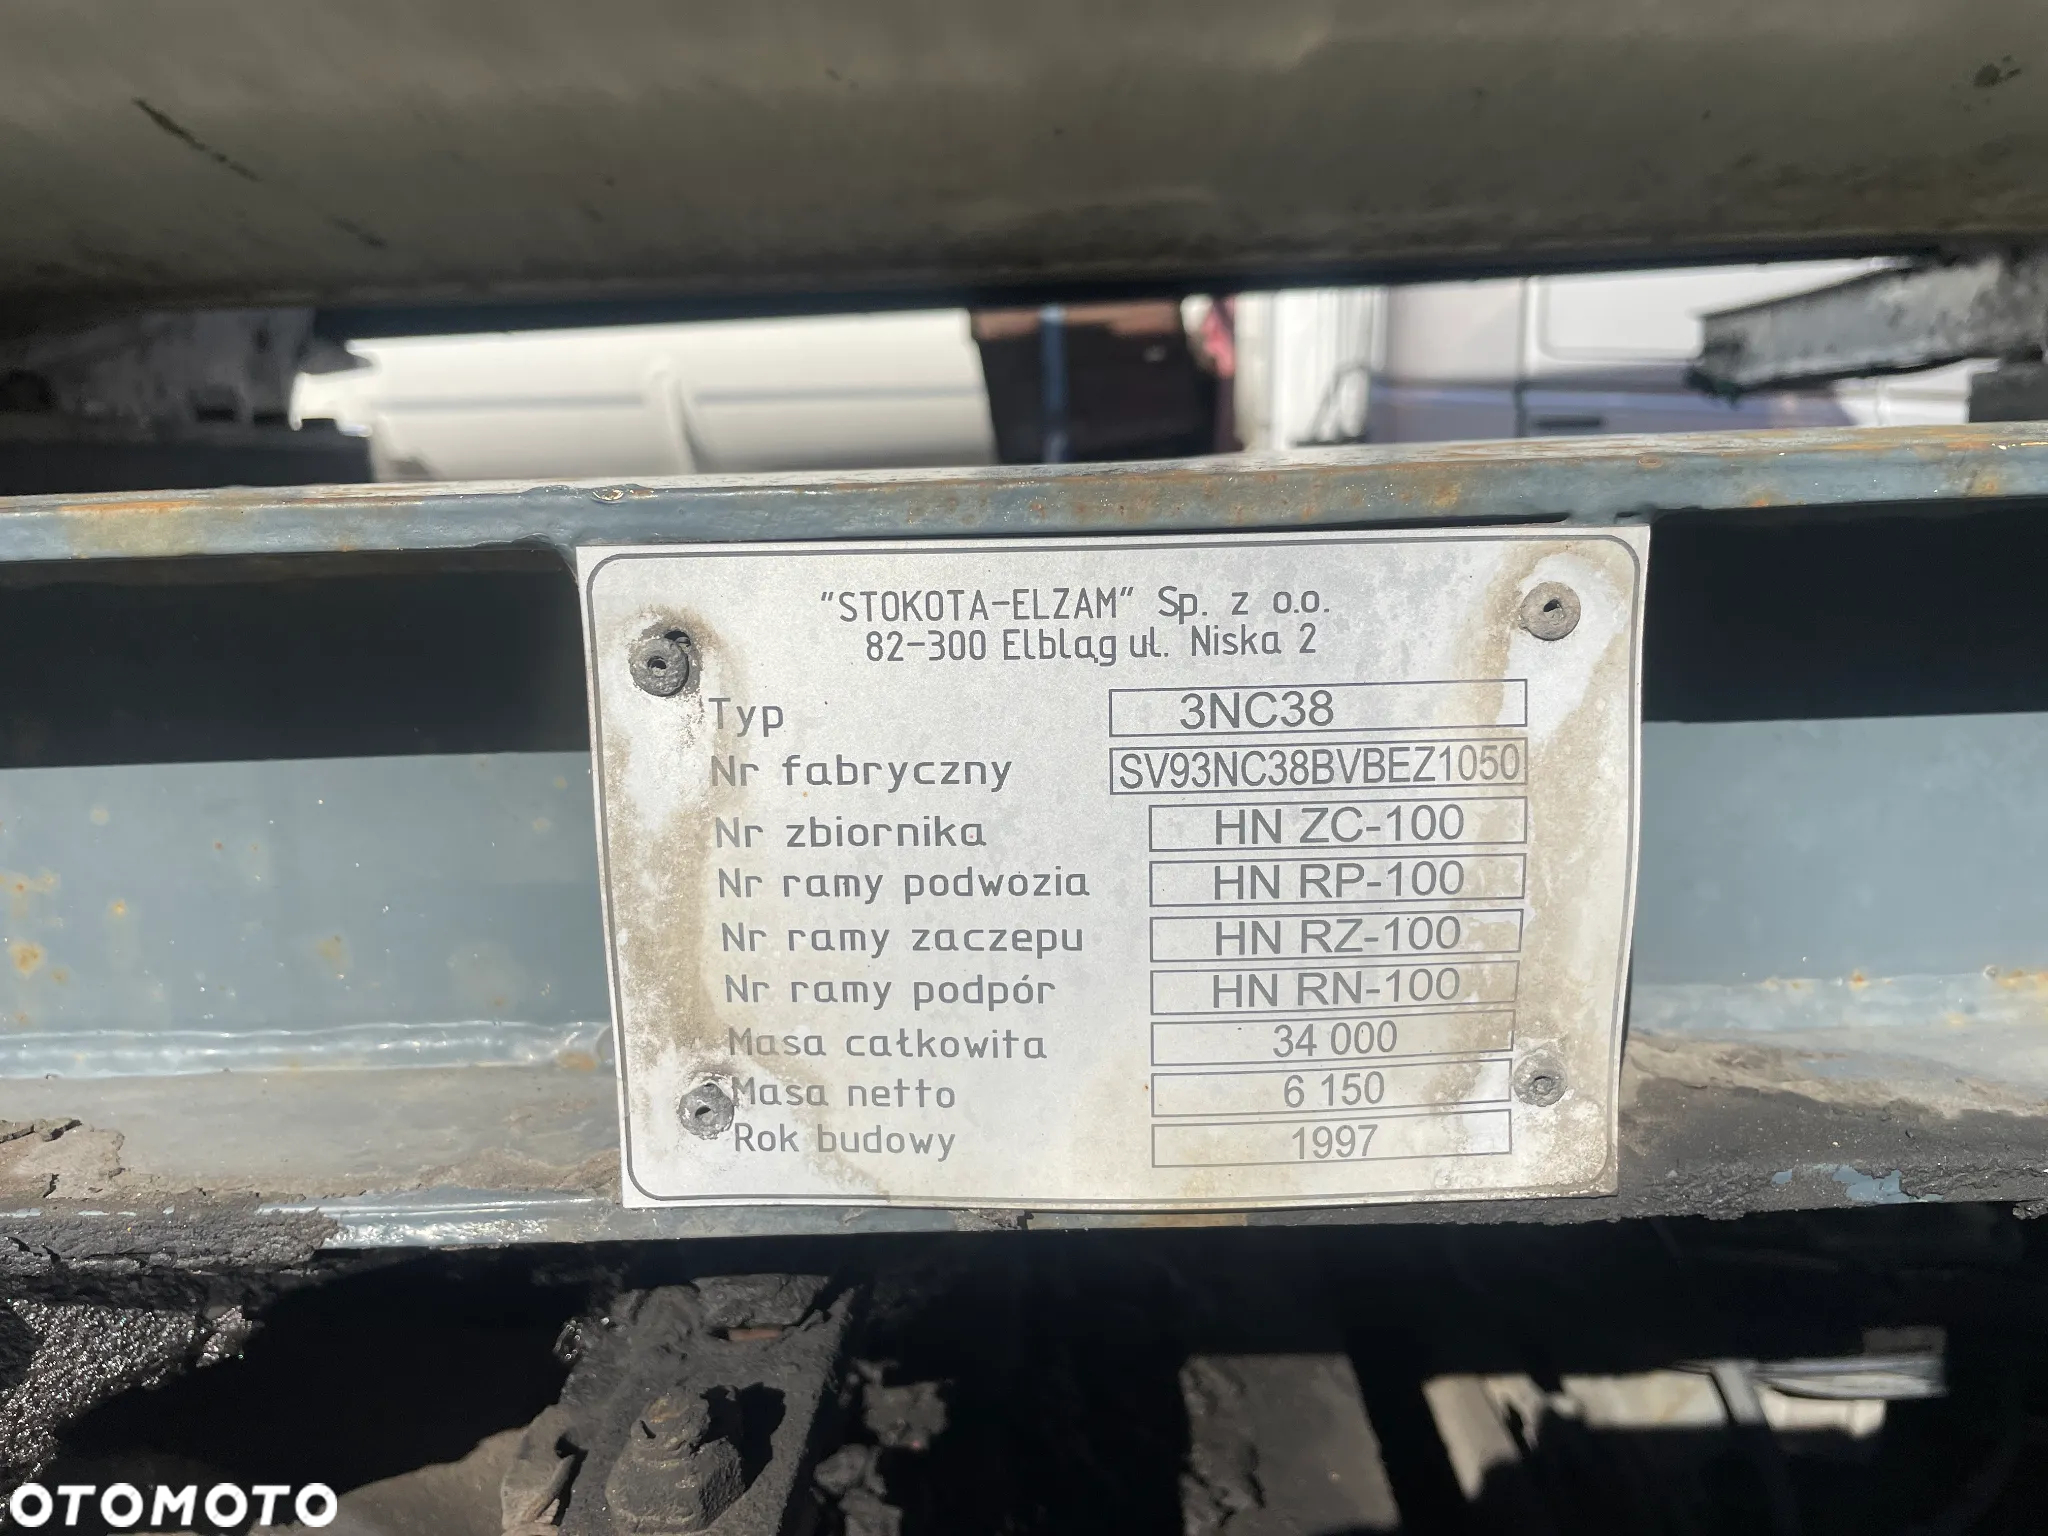 "STOKOTA-ELZAM" Sp. z o.o.
82-300 Elbląg ul. Niska 2
Typ 3NC38
Nr fabryczny SV93NC38BVBEZ1050
Nr zbiornika HN ZC-100
Nr ramy podwozia HN RP-100
Nr ramy zaczepu HN RZ-100
Nr ramy podpór HN RN-100
Masa całkowita 34 000
Masa netto 6 150
Rok budowy 1997
OTOMOTO